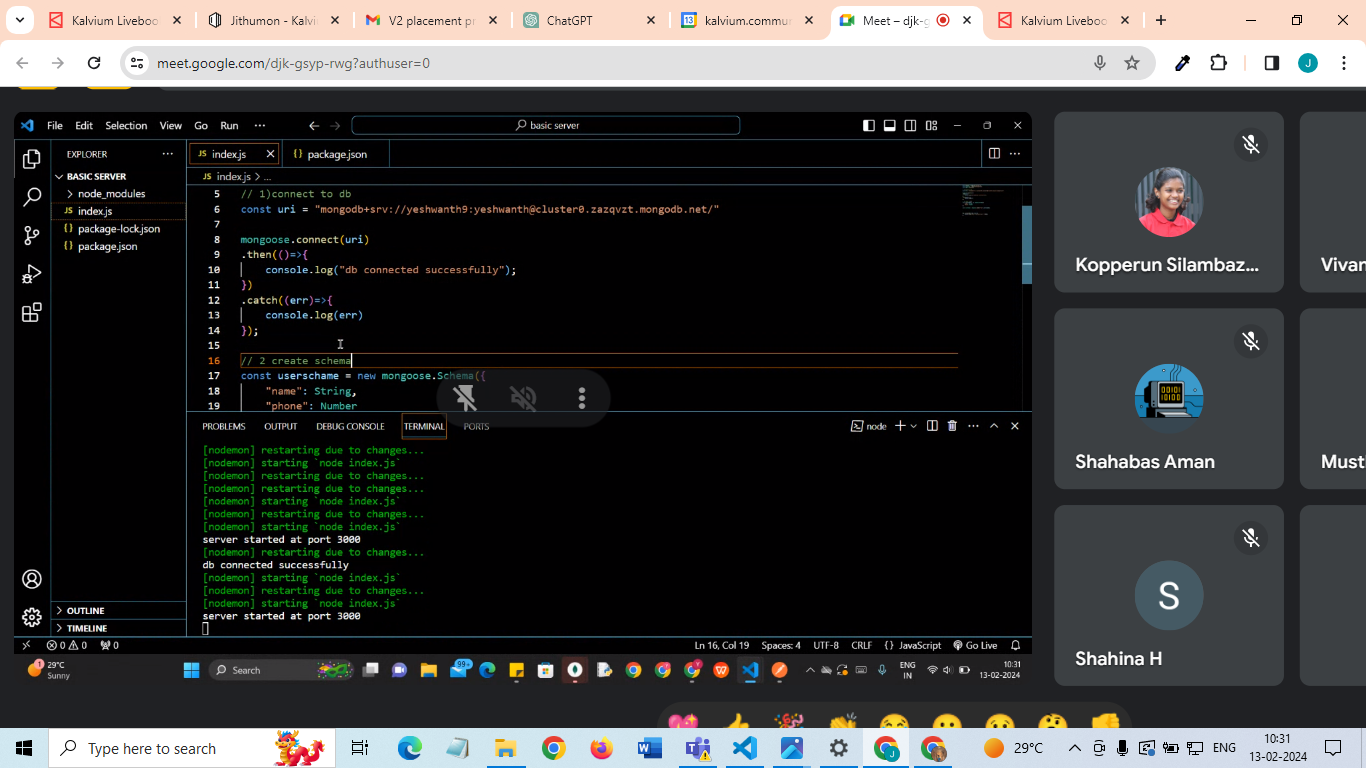 Kalvium Liveboo
Jithumon - Kalvi
V2 placement pr
ChatGPT
kalvium.commun
Meet – djk-g
Kalvium Liveboo
meet.google.com/djk-gsyp-rwg?authuser=0
J
File Edit Selection View Go Run ...
basic server
EXPLORER
JS index.js
{} package.json
BASIC SERVER
JS index.js > ...
node_modules
JS index.js
{} package-lock.json
{} package.json
5 // 1)connect to db
6 const uri = "mongodb+srv://yeshwanth9:yeshwanth@cluster0.zazqvzt.mongodb.net/"
7
8 mongoose.connect(uri)
9 .then(()=>{
10 console.log("db connected successfully");
11 })
12 .catch((err)=>{
13 console.log(err)
14 });
15
16 // 2 create schema
17 const userschame = new mongoose.Schema({
18 "name": String,
19 "phone": Number
PROBLEMS OUTPUT DEBUG CONSOLE TERMINAL PORTS
node
[nodemon] restarting due to changes...
[nodemon] starting `node index.js`
[nodemon] restarting due to changes...
[nodemon] restarting due to changes...
[nodemon] starting `node index.js`
[nodemon] restarting due to changes...
[nodemon] starting `node index.js`
server started at port 3000
[nodemon] restarting due to changes...
db connected successfully
[nodemon] starting `node index.js`
[nodemon] restarting due to changes...
[nodemon] starting `node index.js`
server started at port 3000
OUTLINE
TIMELINE
0 0 0
Ln 16, Col 19 Spaces: 4 UTF-8 CRLF {} JavaScript Go Live
1
29°C
Sunny
Search
99+
ENG
IN
10:31
13-02-2024
Kopperun Silambaz...
Vivan
Shahabas Aman
Must
S
Shahina H
Type here to search
29°C
ENG
10:31
13-02-2024